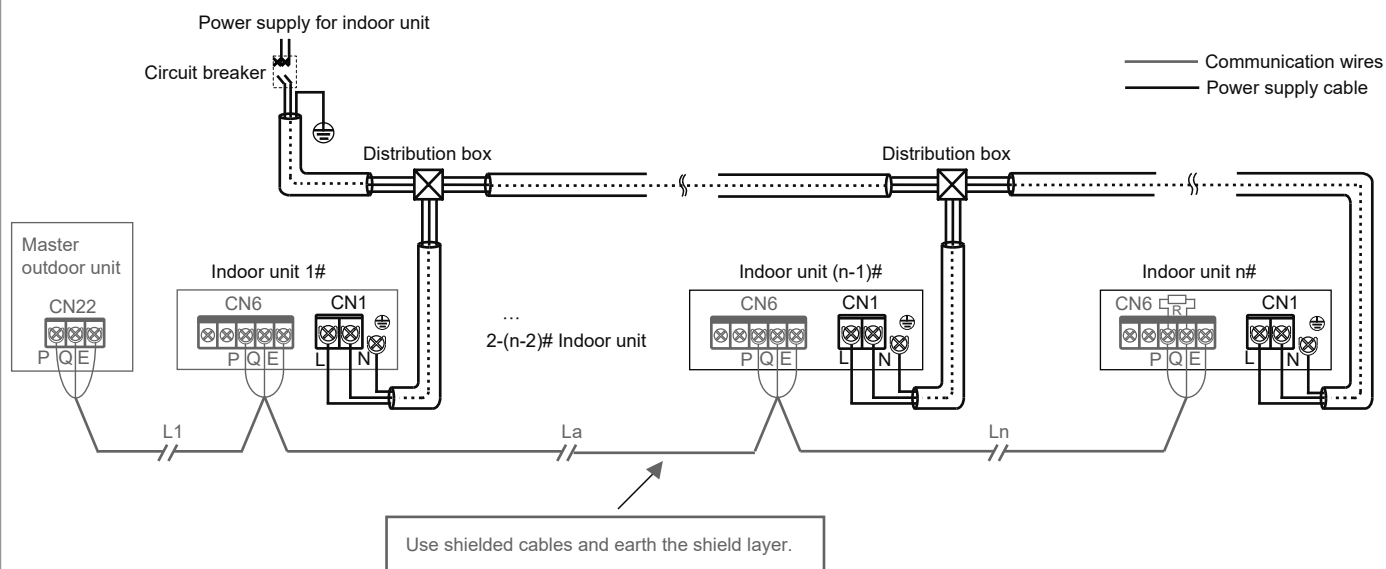 Power supply for indoor unit
Circuit breaker
Communication wires
Power supply cable
Distribution box
Distribution box
Master
outdoor unit
CN22
P Q E
Indoor unit 1#
CN6
CN1
P Q E
L N
...
2-(n-2)# Indoor unit
Indoor unit (n-1)#
CN6
CN1
P Q E
L N
Indoor unit n#
CN6
R
CN1
P Q E
L N
L1
La
Ln
Use shielded cables and earth the shield layer.